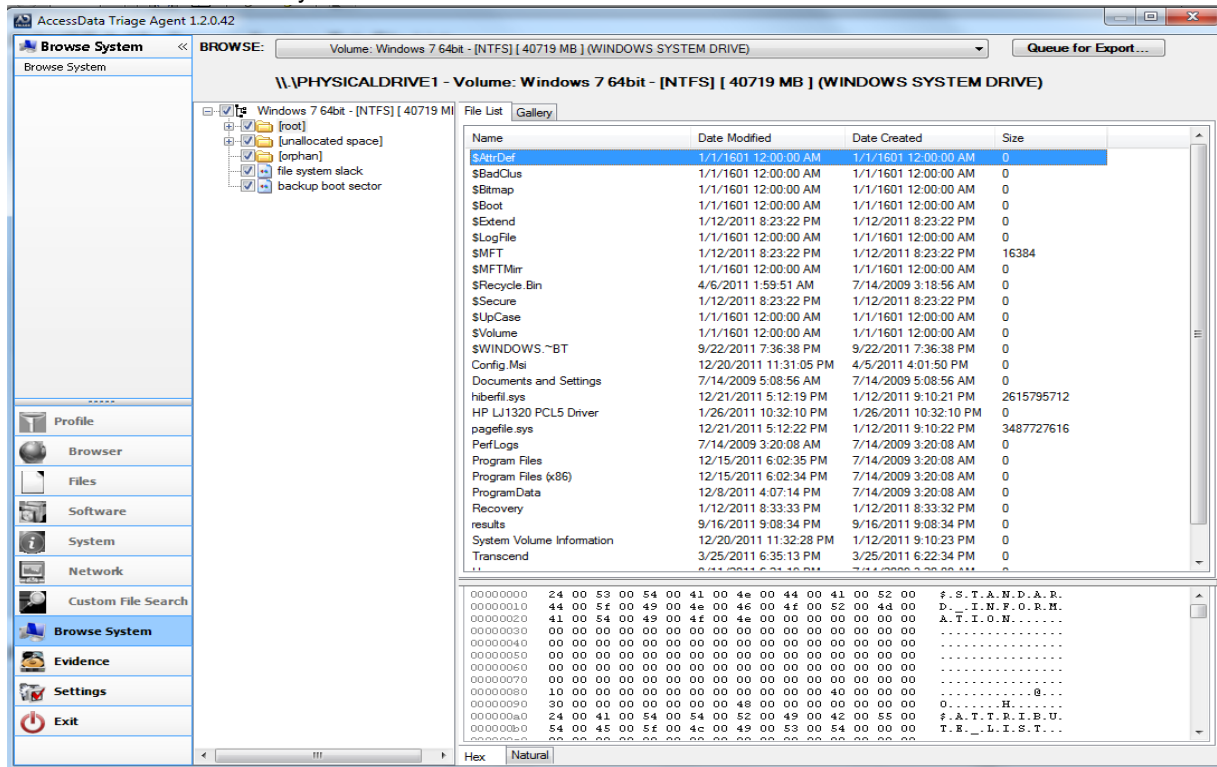 AccessData Triage Agent 1.2.0.42
Browse System «
Browse System
BROWSE: Volume: Windows 7 64bit - [NTFS] [ 40719 MB ] (WINDOWS SYSTEM DRIVE) Queue for Export...
\\.\PHYSICALDRIVE1 - Volume: Windows 7 64bit - [NTFS] [ 40719 MB ] (WINDOWS SYSTEM DRIVE)
Windows 7 64bit - [NTFS] [ 40719 MI
[root]
[unallocated space]
[orphan]
file system slack
backup boot sector
File List Gallery
Name Date Modified Date Created Size
$AttrDef 1/1/1601 12:00:00 AM 1/1/1601 12:00:00 AM 0
$BadClus 1/1/1601 12:00:00 AM 1/1/1601 12:00:00 AM 0
$Bitmap 1/1/1601 12:00:00 AM 1/1/1601 12:00:00 AM 0
$Boot 1/1/1601 12:00:00 AM 1/1/1601 12:00:00 AM 0
$Extend 1/12/2011 8:23:22 PM 1/12/2011 8:23:22 PM 0
$LogFile 1/1/1601 12:00:00 AM 1/1/1601 12:00:00 AM 0
$MFT 1/12/2011 8:23:22 PM 1/12/2011 8:23:22 PM 16384
$MFTMirr 1/1/1601 12:00:00 AM 1/1/1601 12:00:00 AM 0
$Recycle.Bin 4/6/2011 1:59:51 AM 7/14/2009 3:18:56 AM 0
$Secure 1/12/2011 8:23:22 PM 1/12/2011 8:23:22 PM 0
$UpCase 1/1/1601 12:00:00 AM 1/1/1601 12:00:00 AM 0
$Volume 1/1/1601 12:00:00 AM 1/1/1601 12:00:00 AM 0
$WINDOWS.~BT 9/22/2011 7:36:38 PM 9/22/2011 7:36:38 PM 0
Config.Msi 12/20/2011 11:31:05 PM 4/5/2011 4:01:50 PM 0
Documents and Settings 7/14/2009 5:08:56 AM 7/14/2009 5:08:56 AM 0
hiberfil.sys 12/21/2011 5:12:19 PM 1/12/2011 9:10:21 PM 2615795712
HP LJ1320 PCL5 Driver 1/26/2011 10:32:10 PM 1/26/2011 10:32:10 PM 0
pagefile.sys 12/21/2011 5:12:22 PM 1/12/2011 9:10:22 PM 3487727616
PerfLogs 7/14/2009 3:20:08 AM 7/14/2009 3:20:08 AM 0
Program Files 12/15/2011 6:02:35 PM 7/14/2009 3:20:08 AM 0
Program Files (x86) 12/15/2011 6:02:34 PM 7/14/2009 3:20:08 AM 0
ProgramData 12/8/2011 4:07:14 PM 7/14/2009 3:20:08 AM 0
Recovery 1/12/2011 8:33:33 PM 1/12/2011 8:33:32 PM 0
results 9/16/2011 9:08:34 PM 9/16/2011 9:08:34 PM 0
System Volume Information 12/20/2011 11:32:28 PM 1/12/2011 9:10:23 PM 0
Transcend 3/25/2011 6:35:13 PM 3/25/2011 6:22:34 PM 0
Profile
Browser
Files
Software
System
Network
Custom File Search
Browse System
Evidence
Settings
Exit
00000000 24 00 53 00 54 00 41 00 4e 00 44 00 41 00 52 00 $.S.T.A.N.D.A.R.
00000010 44 00 5f 00 49 00 4e 00 46 00 4f 00 52 00 4d 00 D._.I.N.F.O.R.M.
00000020 41 00 54 00 49 00 4f 00 4e 00 00 00 00 00 00 00 A.T.I.O.N.......
00000030 00 00 00 00 00 00 00 00 00 00 00 00 00 00 00 00 ................
00000040 00 00 00 00 00 00 00 00 00 00 00 00 00 00 00 00 ................
00000050 00 00 00 00 00 00 00 00 00 00 00 00 00 00 00 00 ................
00000060 00 00 00 00 00 00 00 00 00 00 00 00 00 00 00 00 ................
00000070 00 00 00 00 00 00 00 00 00 00 00 00 00 00 00 00 ................
00000080 10 00 00 00 00 00 00 00 00 00 00 00 40 00 00 00 ............@...
00000090 30 00 00 00 00 00 00 00 48 00 00 00 00 00 00 00 0.......H.......
000000a0 24 00 41 00 54 00 54 00 52 00 49 00 42 00 55 00 $.A.T.T.R.I.B.U.
000000b0 54 00 45 00 5f 00 4c 00 49 00 53 00 54 00 00 00 T.E._.L.I.S.T...
Hex Natural